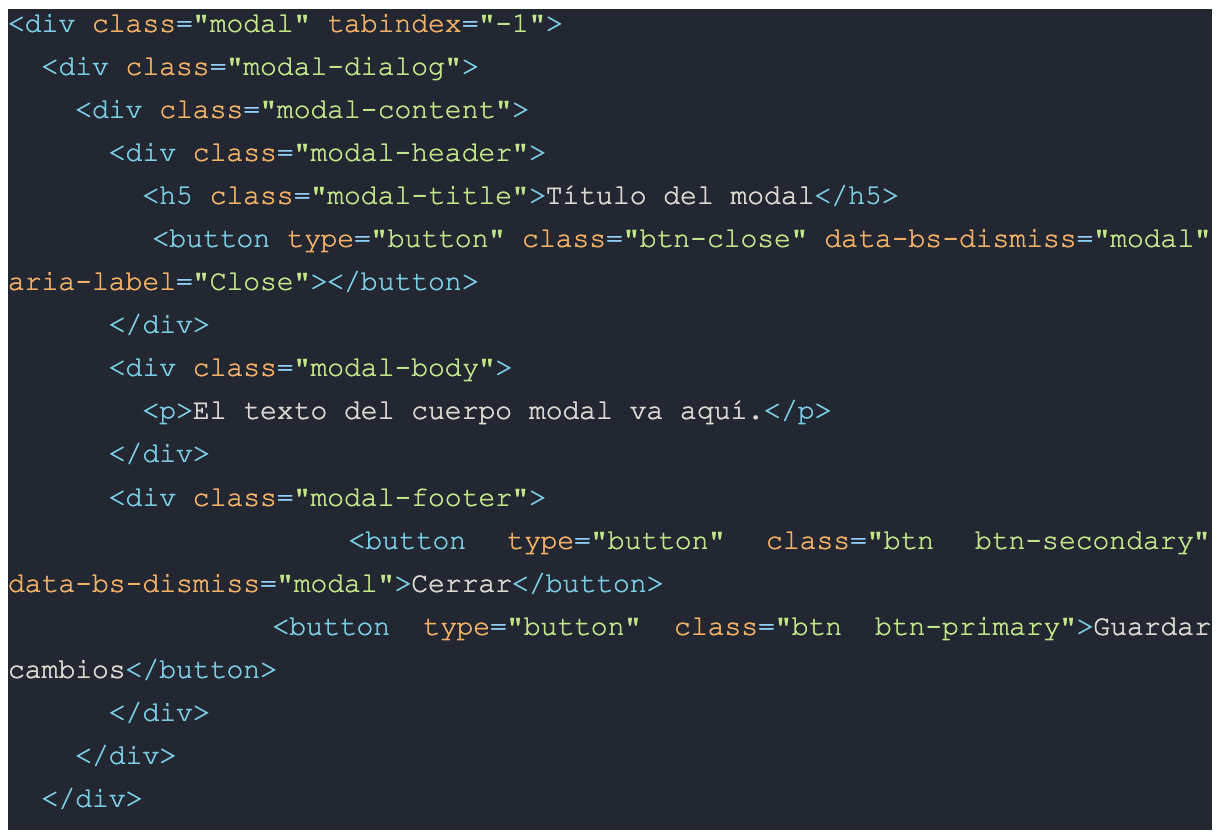 <div class="modal" tabindex="-1">
  <div class="modal-dialog">
    <div class="modal-content">
      <div class="modal-header">
        <h5 class="modal-title">Título del modal</h5>
        <button type="button" class="btn-close" data-bs-dismiss="modal"
aria-label="Close"></button>
      </div>
      <div class="modal-body">
        <p>El texto del cuerpo modal va aquí.</p>
      </div>
      <div class="modal-footer">
        <button type="button" class="btn btn-secondary"
data-bs-dismiss="modal">Cerrar</button>
        <button type="button" class="btn btn-primary">Guardar
cambios</button>
      </div>
    </div>
  </div>